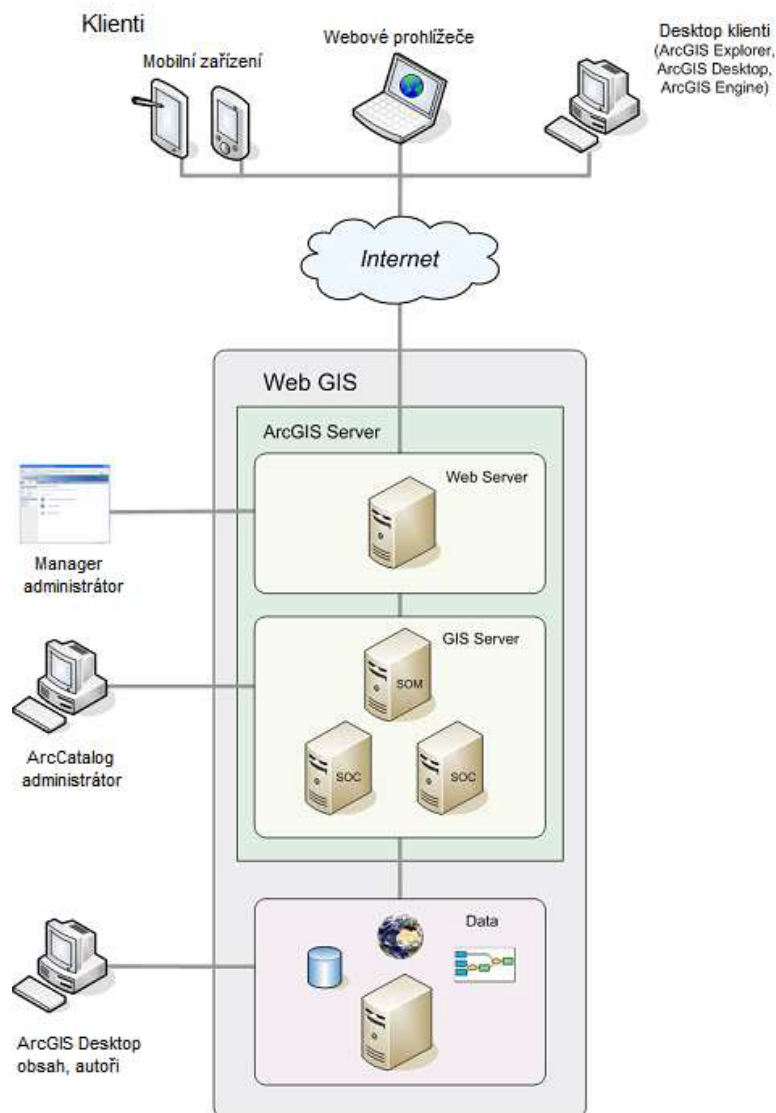 Klienti
Mobilní zařízení
Webové prohlížeče
Desktop klienti
(ArcGIS Explorer,
ArcGIS Desktop,
ArcGIS Engine)
Internet
Web GIS
ArcGIS Server
Web Server
Manager
administrátor
GIS Server
SOM
SOC
SOC
ArcCatalog
administrátor
Data
ArcGIS Desktop
obsah, autoři